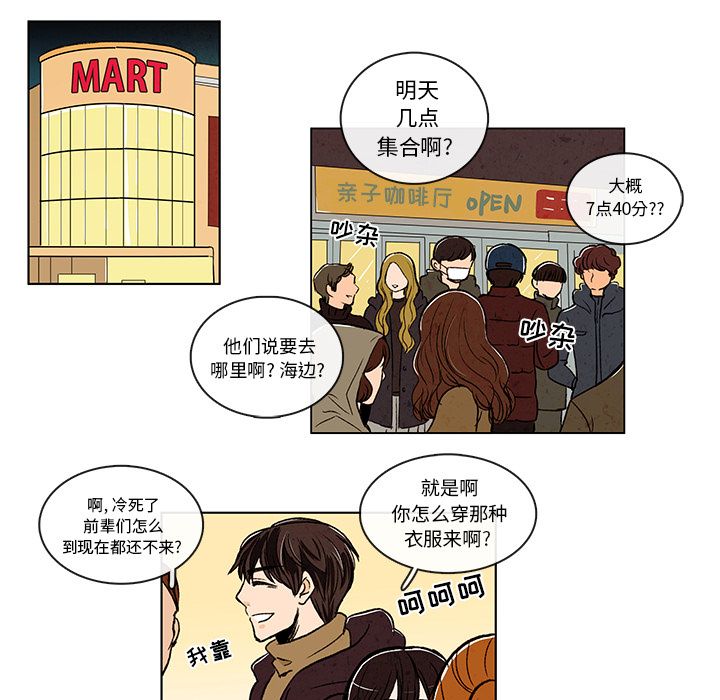 MART
明天
几点
集合啊?
亲子咖啡厅 OPEN
大概
7点40分??
吵杂
吵杂
他们说要去
哪里啊? 海边?
啊, 冷死了
前辈们怎么
到现在都还不来?
就是啊
你怎么穿那种
衣服来啊?
呵呵呵
我靠